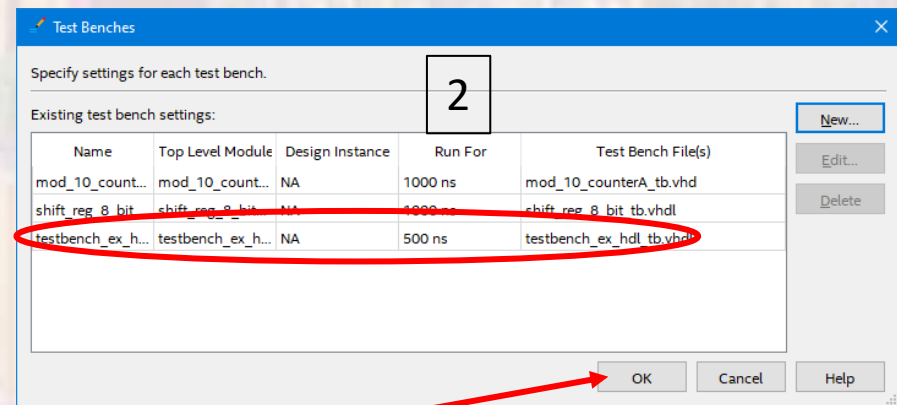 Test Benches
Specify settings for each test bench.
2
Existing test bench settings:
New...
Name Top Level Module Design Instance Run For Test Bench File(s)
Edit...
mod_10_count... mod_10_count... NA 1000 ns mod_10_counterA_tb.vhd
Delete
shift_reg_8_bit... shift_reg_8_bit... NA 1000 ns shift_reg_8_bit_tb.vhdl
testbench_ex_h... testbench_ex_h... NA 500 ns testbench_ex_hdl_tb.vhdl
OK Cancel Help